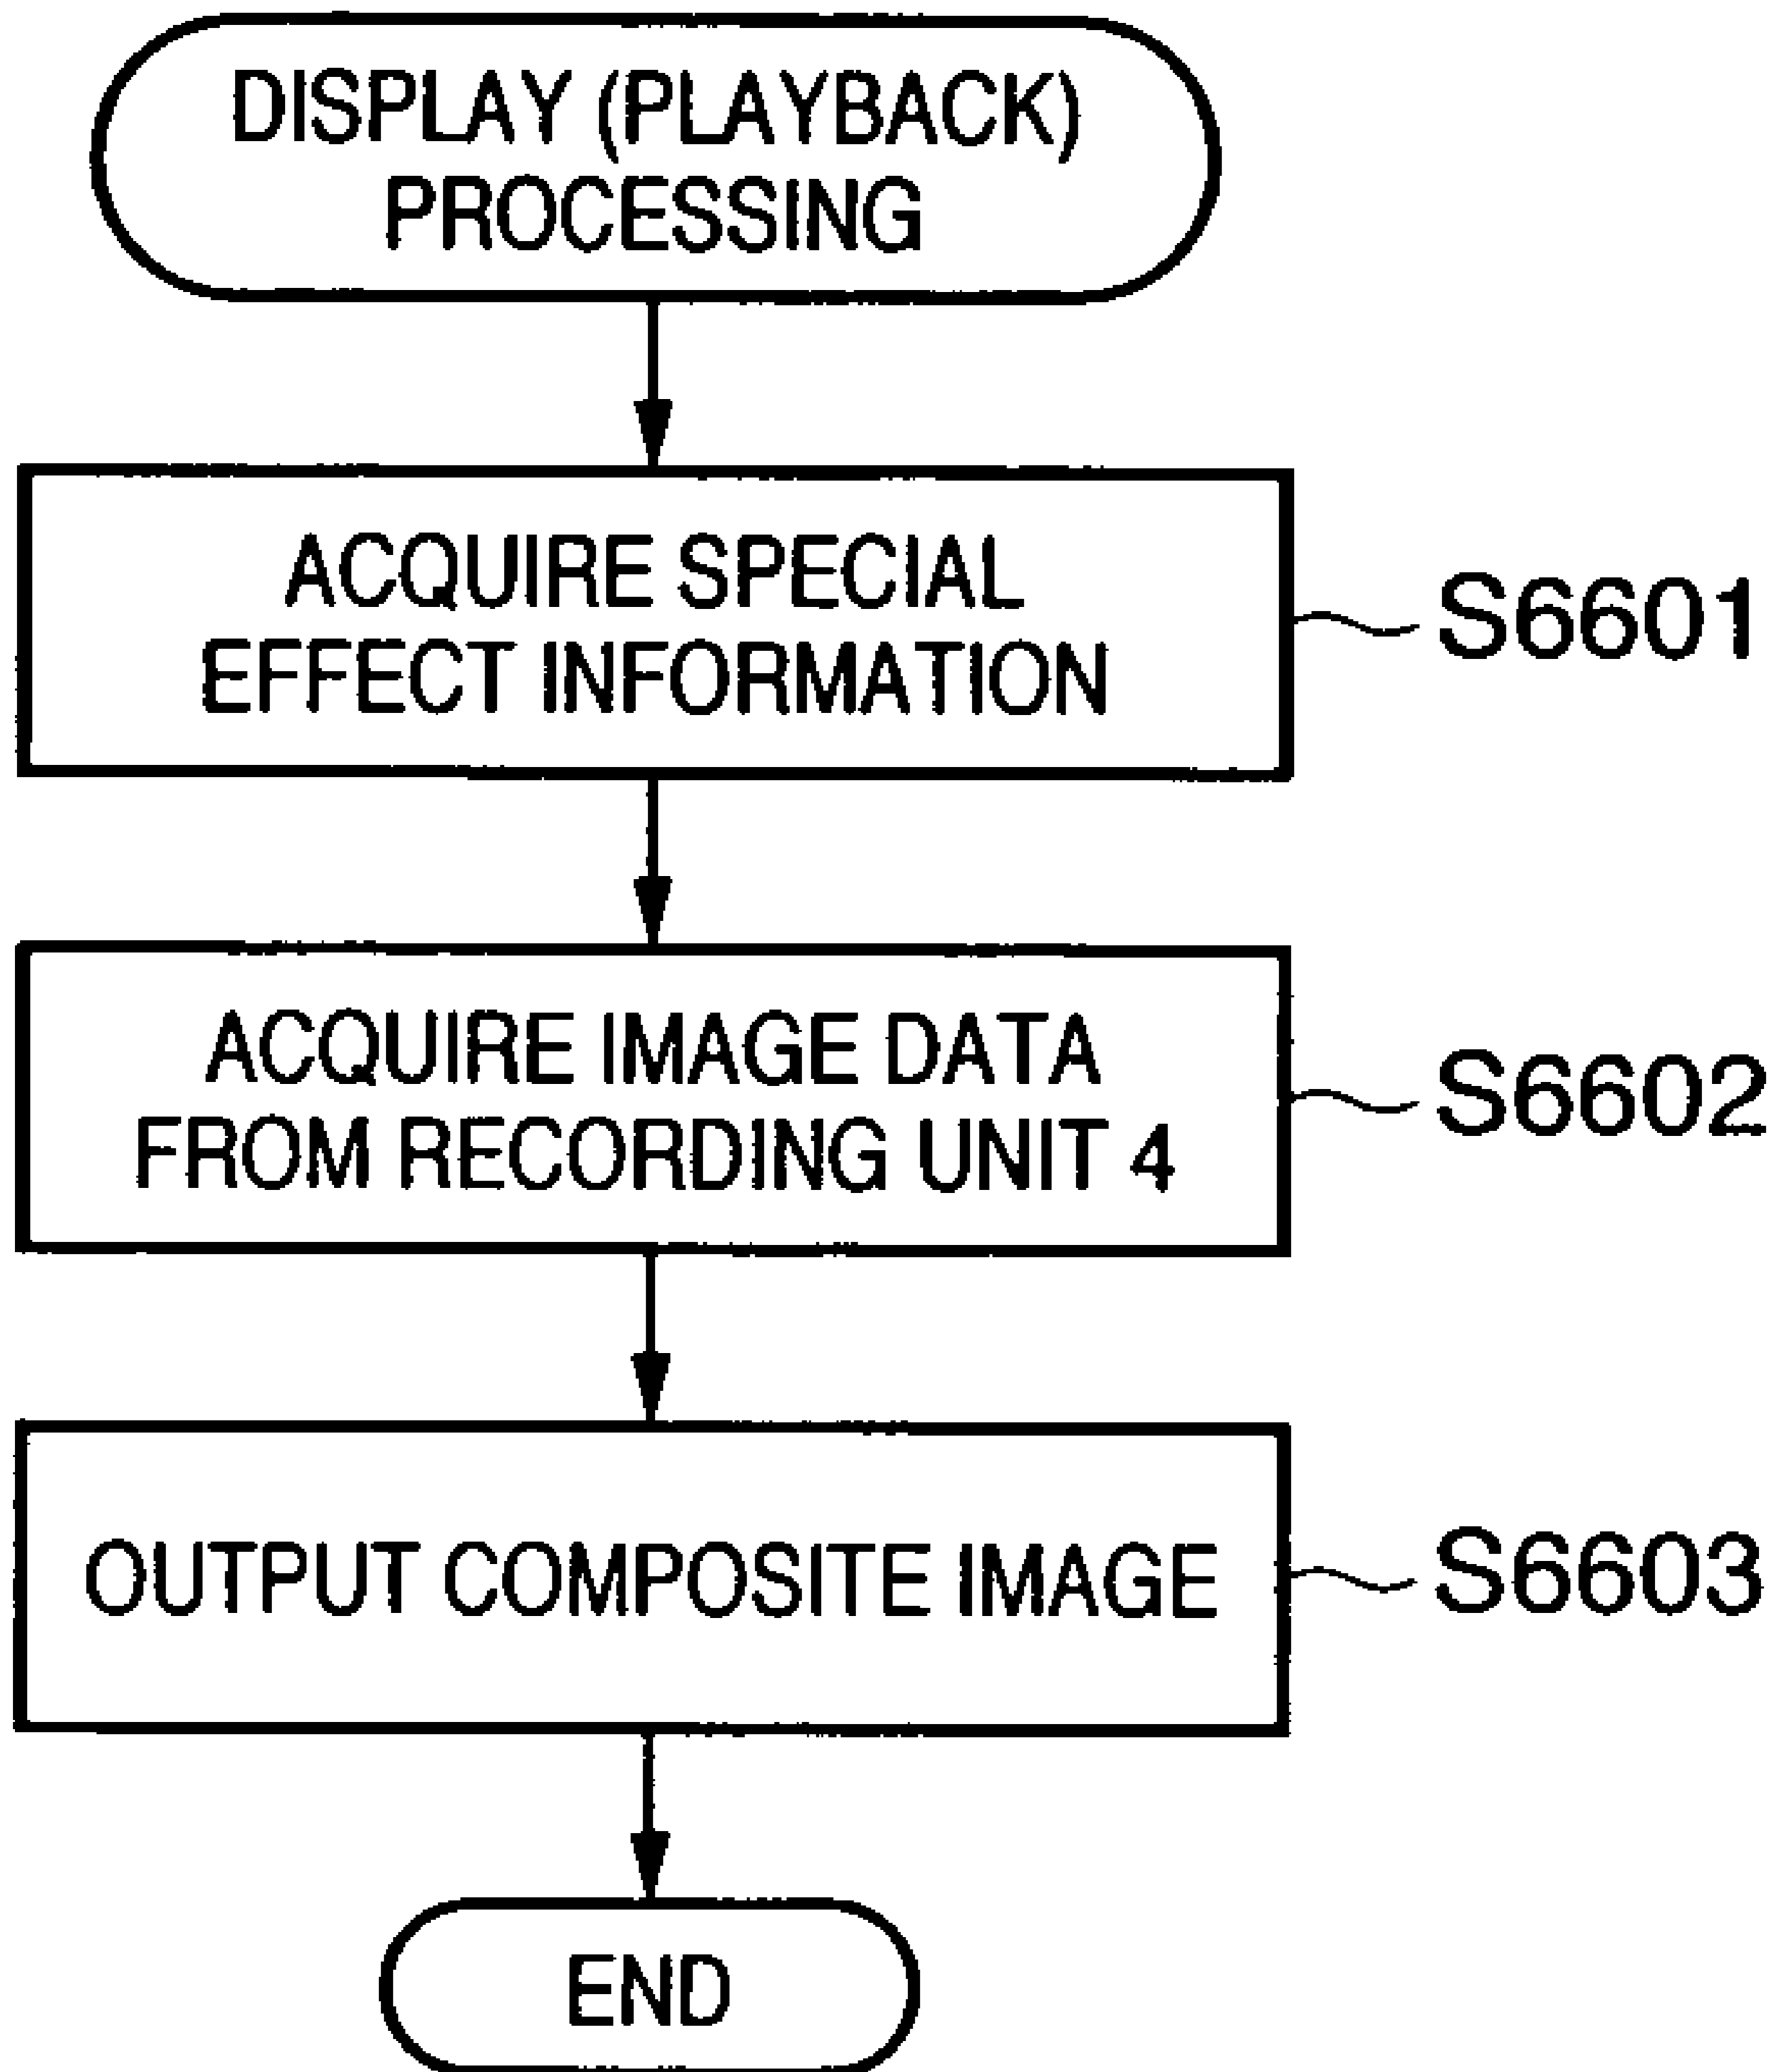 DISPLAY (PLAYBACK)
PROCESSING
ACQUIRE SPECIAL
EFFECT INFORMATION
S6601
ACQUIRE IMAGE DATA
FROM RECORDING UNIT 4
S6602
OUTPUT COMPOSITE IMAGE
S6603
END